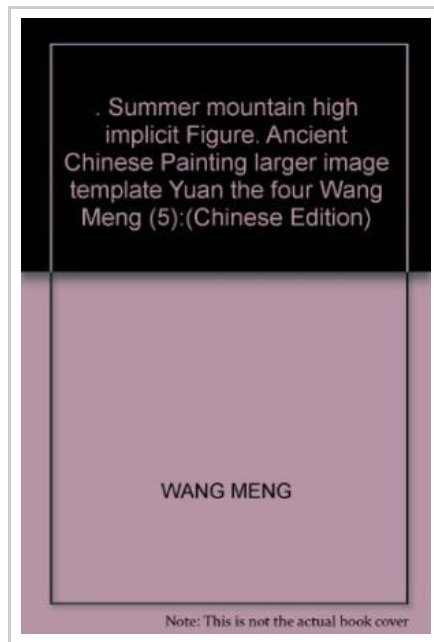 . Summer mountain high
implicit Figure. Ancient
Chinese Painting larger image
template Yuan the four Wang
Meng (5):(Chinese Edition)
WANG MENG
Note: This is not the actual book cover